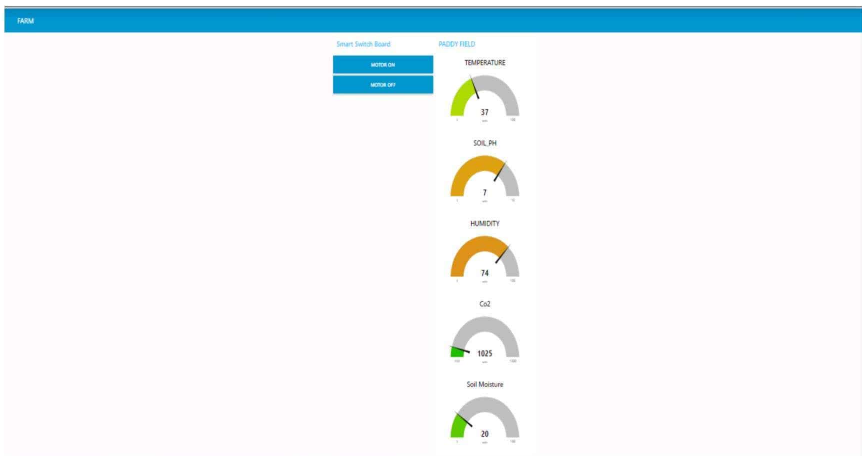 FARM
Smart Switch Board
MOTOR ON
MOTOR OFF
PADDY FIELD
TEMPERATURE
37
SOIL_PH
7
HUMIDITY
74
Co2
1025
Soil Moisture
20